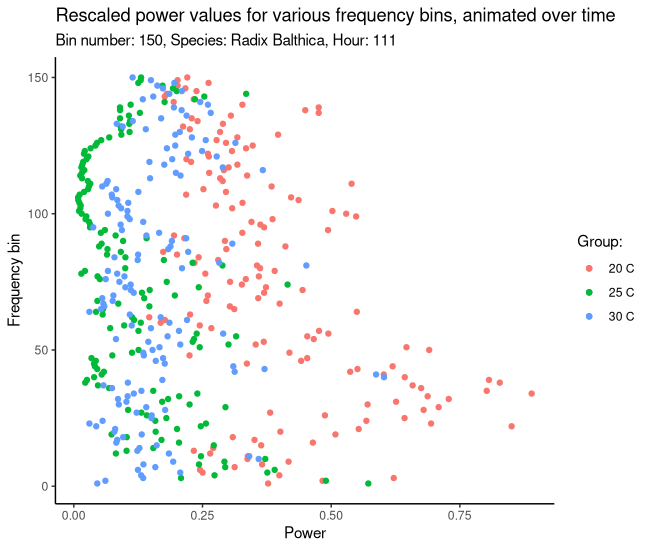 Rescaled power values for various frequency bins, animated over time
Bin number: 150, Species: Radix Balthica, Hour: 111
150
100
50
0
Frequency bin
0.00 0.25 0.50 0.75
Power
Group:
20 C
25 C
30 C